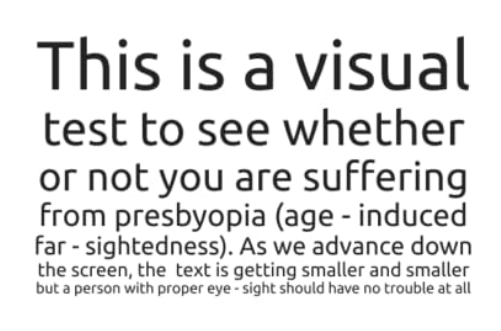 This is a visual
test to see whether
or not you are suffering
from presbyopia (age - induced
far - sightedness). As we advance down
the screen, the  text is getting smaller and smaller
but a person with proper eye - sight should have no trouble at all